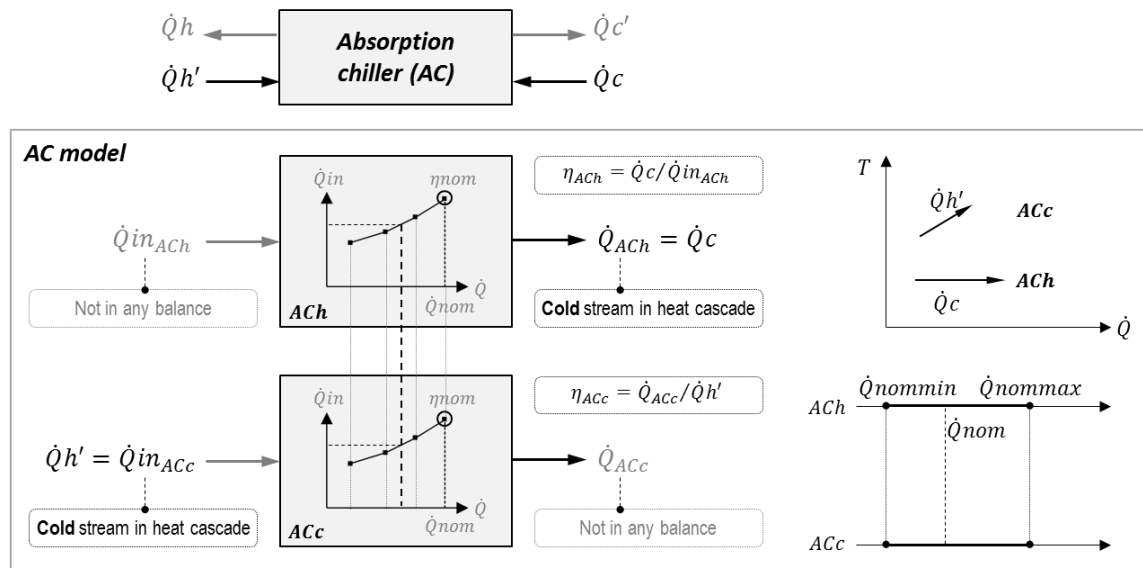 Q̇h
Absorption
chiller (AC)
Q̇c′
Q̇h′
Q̇c
AC model
Q̇in
ηnom
η_ACh = Q̇c/Q̇in_ACh
T
Q̇h′
ACc
Q̇in_ACh
Q̇_ACh = Q̇c
ACh
Q̇
Q̇nom
Q̇c
Not in any balance
ACh
Cold stream in heat cascade
Q̇
Q̇in
ηnom
η_ACc = Q̇_ACc/Q̇h′
Q̇nommin
Q̇nommax
ACh
Q̇nom
Q̇h′ = Q̇in_ACc
Q̇_ACc
Q̇
Q̇nom
Cold stream in heat cascade
ACc
Not in any balance
ACc